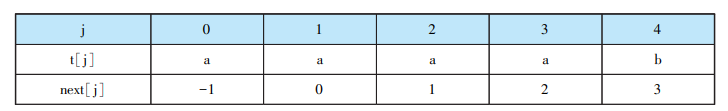 j 0 1 2 3 4
t[j] a a a a b
next[j] −1 0 1 2 3